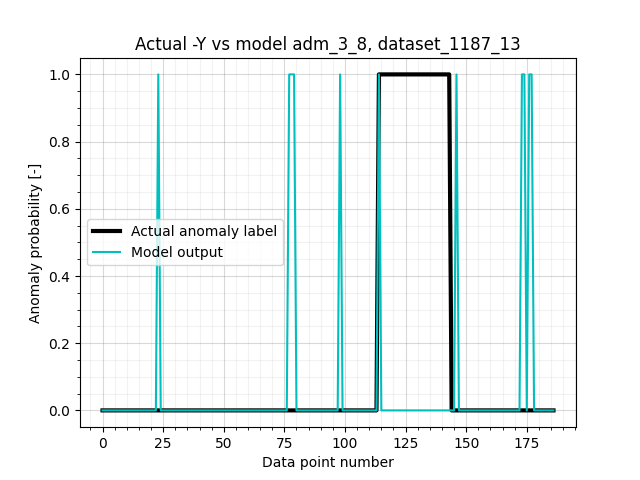 Actual -Y vs model adm_3_8, dataset_1187_13
Anomaly probability [-]
1.0
0.8
0.6
0.4
0.2
0.0
Actual anomaly label
Model output
0 25 50 75 100 125 150 175
Data point number